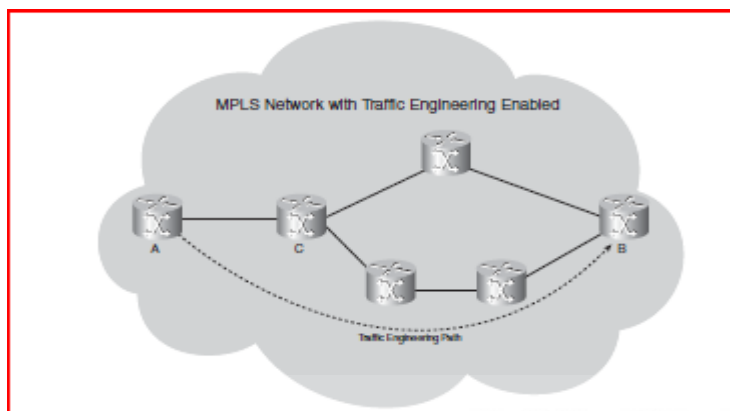 MPLS Network with Traffic Engineering Enabled
A
C
B
Traffic Engineering Path